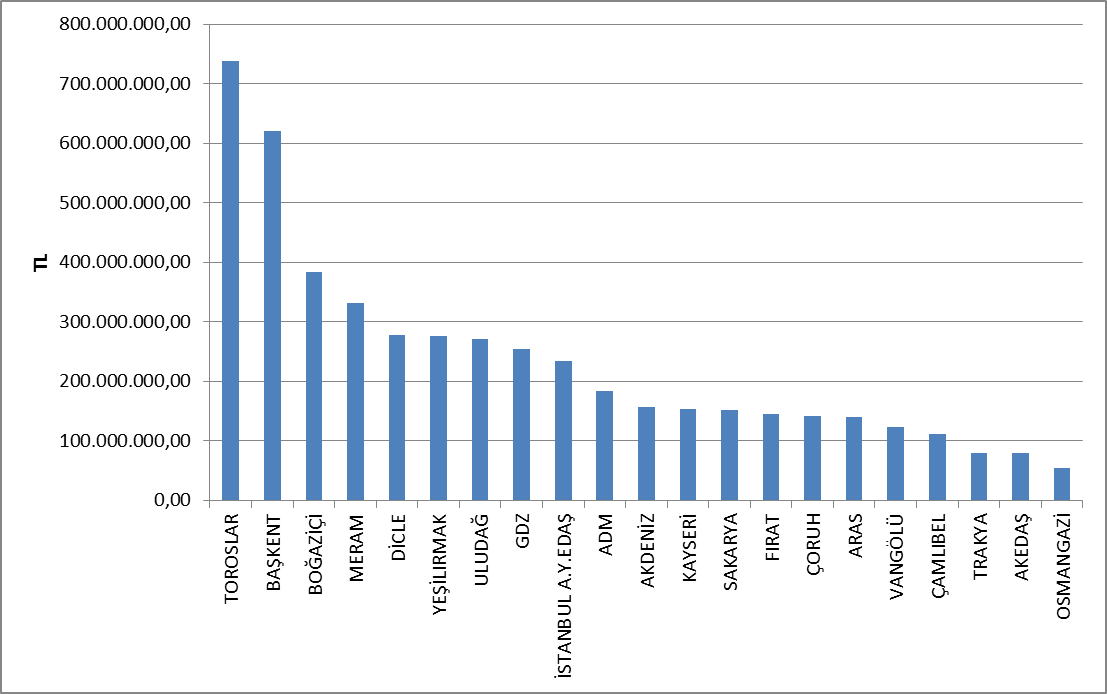 800.000.000,00
700.000.000,00
600.000.000,00
500.000.000,00
400.000.000,00
300.000.000,00
200.000.000,00
100.000.000,00
0,00
TL
TOROSLAR
BAŞKENT
BOĞAZİÇİ
MERAM
DİCLE
YEŞİLIRMAK
ULUDAĞ
GDZ
İSTANBUL A.Y.EDAŞ
ADM
AKDENİZ
KAYSERİ
SAKARYA
FIRAT
ÇORUH
ARAS
VANGÖLÜ
ÇAMLIBEL
TRAKYA
AKEDAŞ
OSMANGAZİ